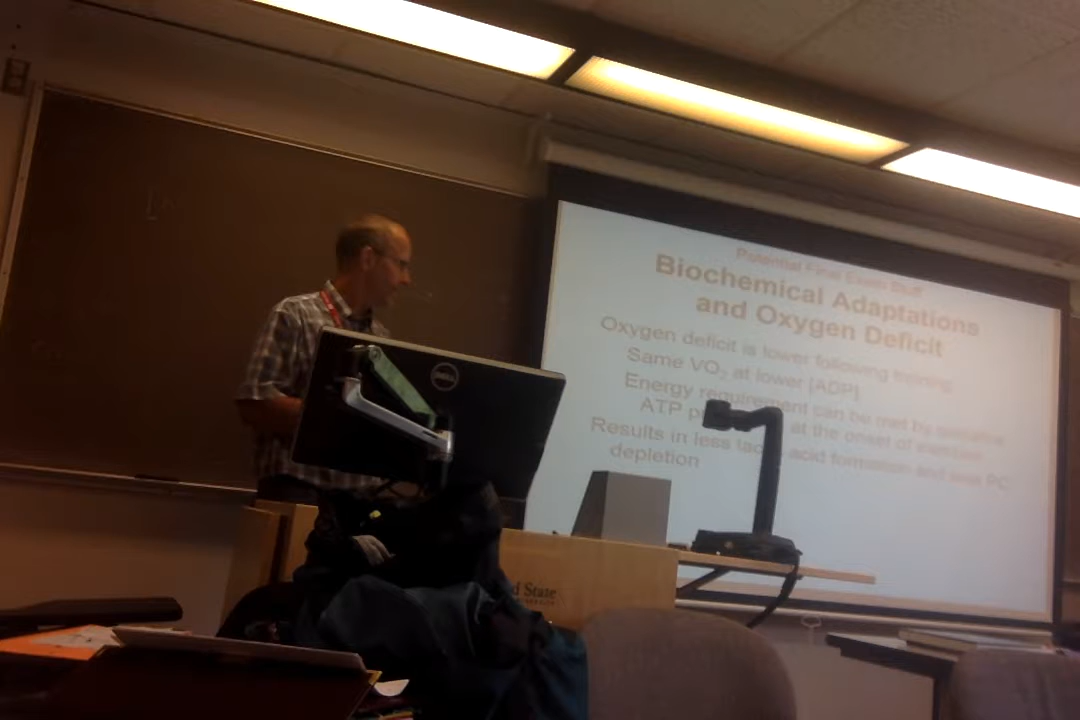 Potential Final Exam Stuff
Biochemical Adaptations
and Oxygen Deficit
Oxygen deficit is lower following training
Same VO₂ at lower [ADP]
Energy requirement can be met by oxidative
ATP at the onset of exercise
Results in less acid formation and less PC
depletion
DELL
State